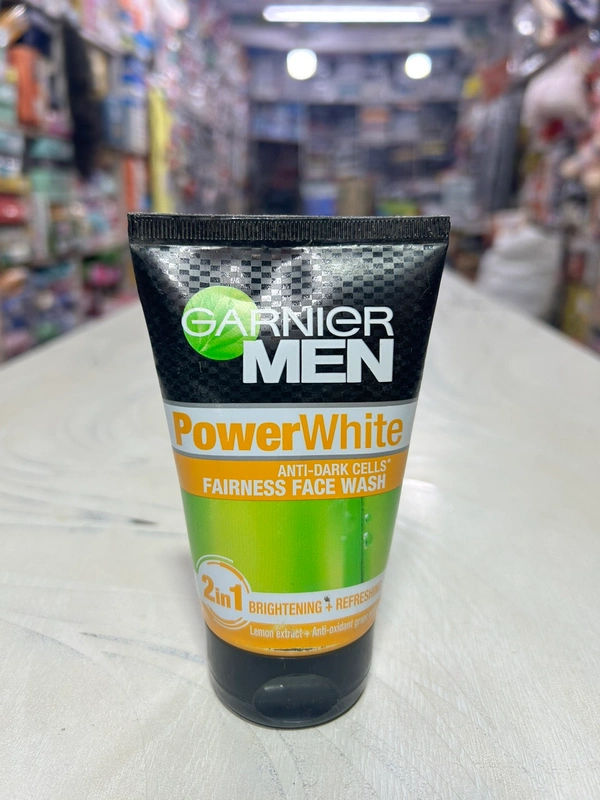 GARNIER
MEN
PowerWhite
ANTI-DARK CELLS*
FAIRNESS FACE WASH
2in1
BRIGHTENING + REFRESHING
Lemon extract + Anti-oxidant